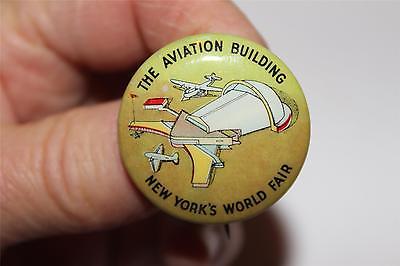 THE AVIATION BUILDING
NEW YORK'S WORLD FAIR